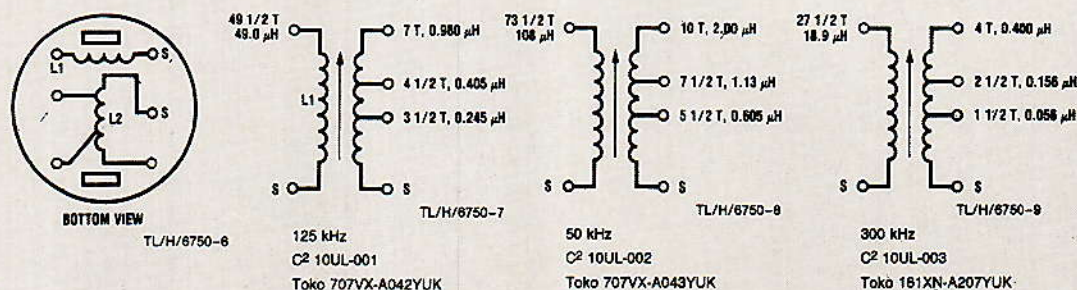 L1
S
L2
S
BOTTOM VIEW
TL/H/6750-6
49 1/2 T
49.0 µH
7 T, 0.980 µH
4 1/2 T, 0.405 µH
3 1/2 T, 0.245 µH
L1
S
S
TL/H/6750-7
125 kHz
C² 10UL-001
Toko 707VX-A042YUK
73 1/2 T
108 µH
10 T, 2.00 µH
7 1/2 T, 1.13 µH
5 1/2 T, 0.605 µH
S
S
TL/H/6750-8
50 kHz
C² 10UL-002
Toko 707VX-A043YUK
27 1/2 T
18.9 µH
4 T, 0.400 µH
2 1/2 T, 0.156 µH
1 1/2 T, 0.056 µH
S
S
TL/H/6750-9
300 kHz
C² 10UL-003
Toko 161XN-A207YUK